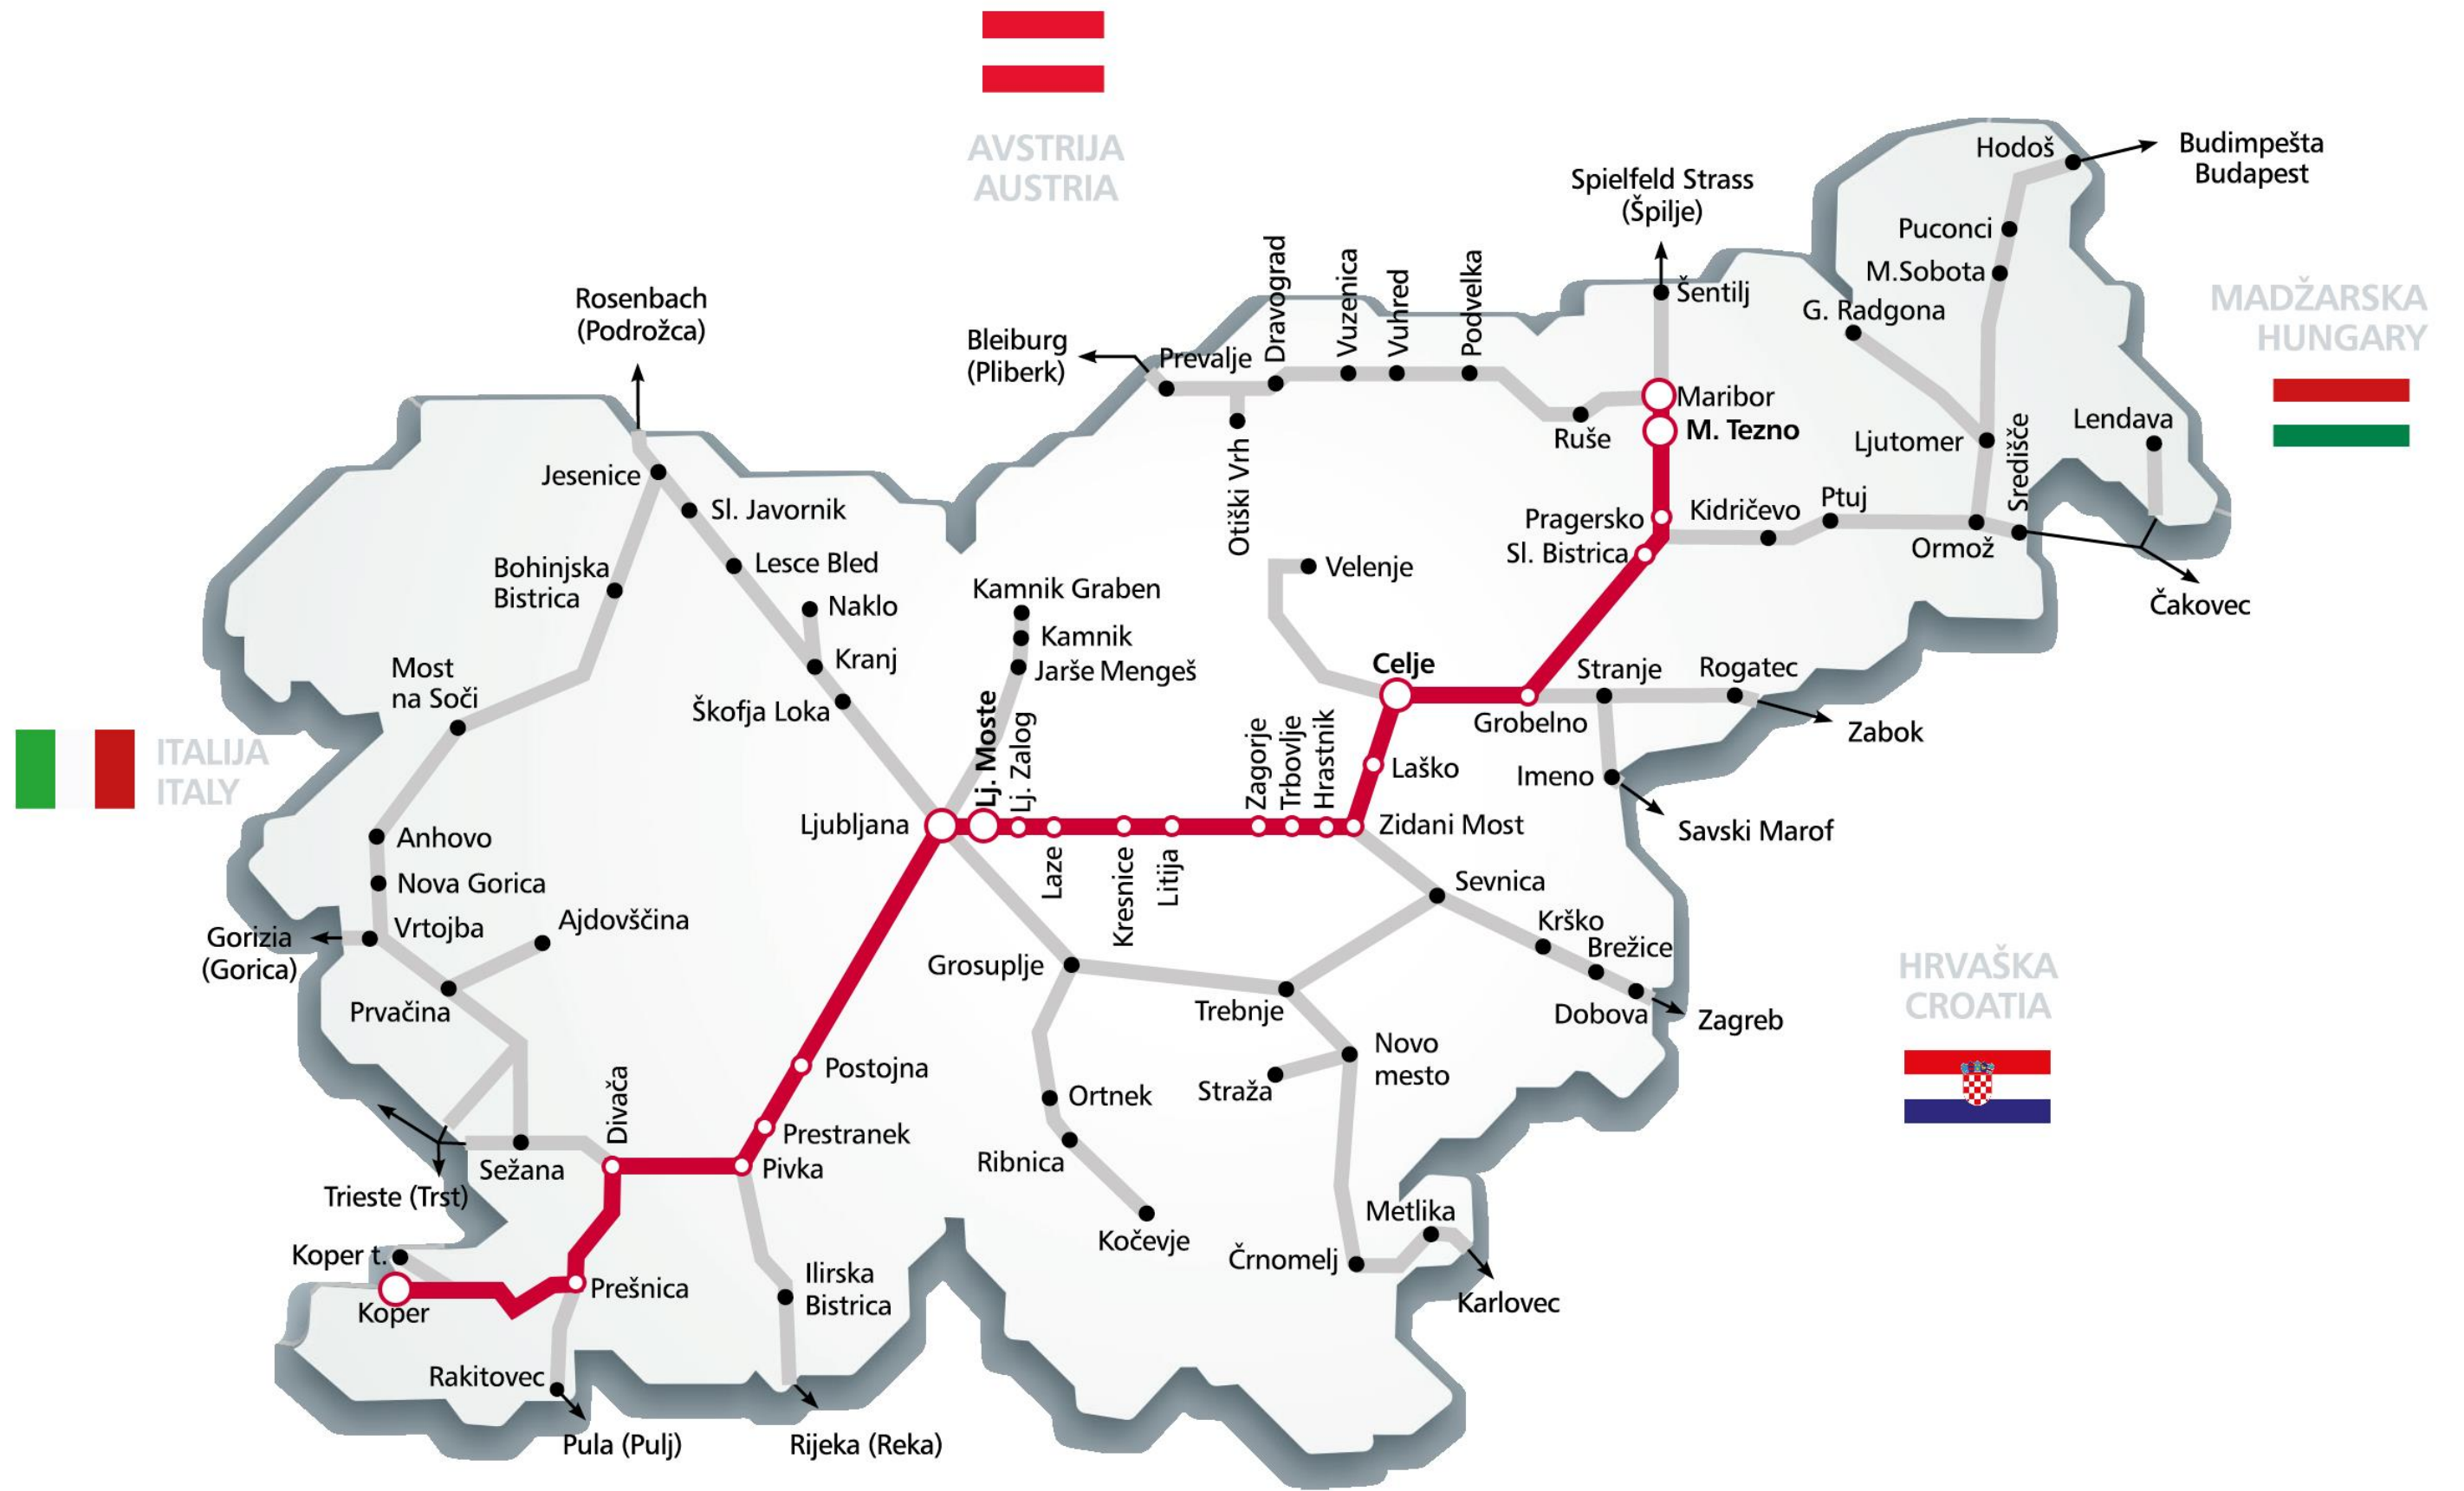 AVSTRIJA
AUSTRIA
Hodoš
Budimpešta
Budapest
Spielfeld Strass
(Špilje)
Puconci
M.Sobota
Šentilj
G. Radgona
MADŽARSKA
HUNGARY
Rosenbach
(Podrožca)
Bleiburg
(Pliberk)
Prevalje
Dravograd
Vuzenica
Vuhred
Podvelka
Maribor
M. Tezno
Ruše
Ljutomer
Središče
Lendava
Jesenice
Sl. Javornik
Otiški Vrh
Pragersko
Kidričevo
Ptuj
Sl. Bistrica
Ormož
Čakovec
Bohinjska
Bistrica
Lesce Bled
Naklo
Kamnik Graben
Kamnik
Jarše Mengeš
Velenje
Kranj
Škofja Loka
Most
na Soči
Celje
Stranje
Rogatec
Grobelno
Zabok
Laško
Imeno
Savski Marof
ITALIJA
ITALY
Ljubljana
Lj. Moste
Lj. Zalog
Laze
Kresnice
Litija
Zagorje
Trbovlje
Hrastnik
Zidani Most
Anhovo
Nova Gorica
Vrtojba
Ajdovščina
Gorizia
(Gorica)
Prvačina
Sevnica
Krško
Brežice
Dobova
Zagreb
HRVAŠKA
CROATIA
Grosuplje
Trebnje
Novo
mesto
Straža
Postojna
Ortnek
Divača
Prestranek
Pivka
Ribnica
Sežana
Trieste (Trst)
Kočevje
Metlika
Črnomelj
Karlovec
Koper t.
Koper
Prešnica
Ilirska
Bistrica
Rakitovec
Pula (Pulj)
Rijeka (Reka)